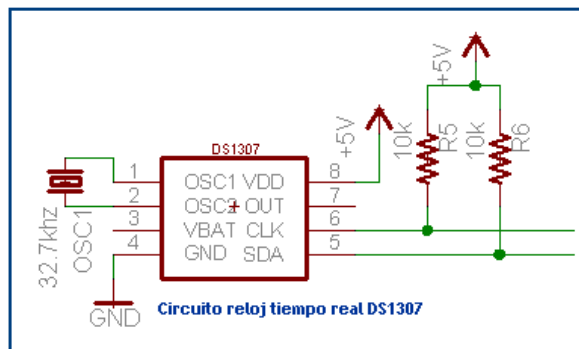 +5V
+5V
10k
R5
10k
R6
DS1307
32.7khz
OSC1
1
OSC1
VDD
8
2
OSC2
OUT
7
3
VBAT
CLK
6
4
GND
SDA
5
GND
Circuito reloj tiempo real DS1307